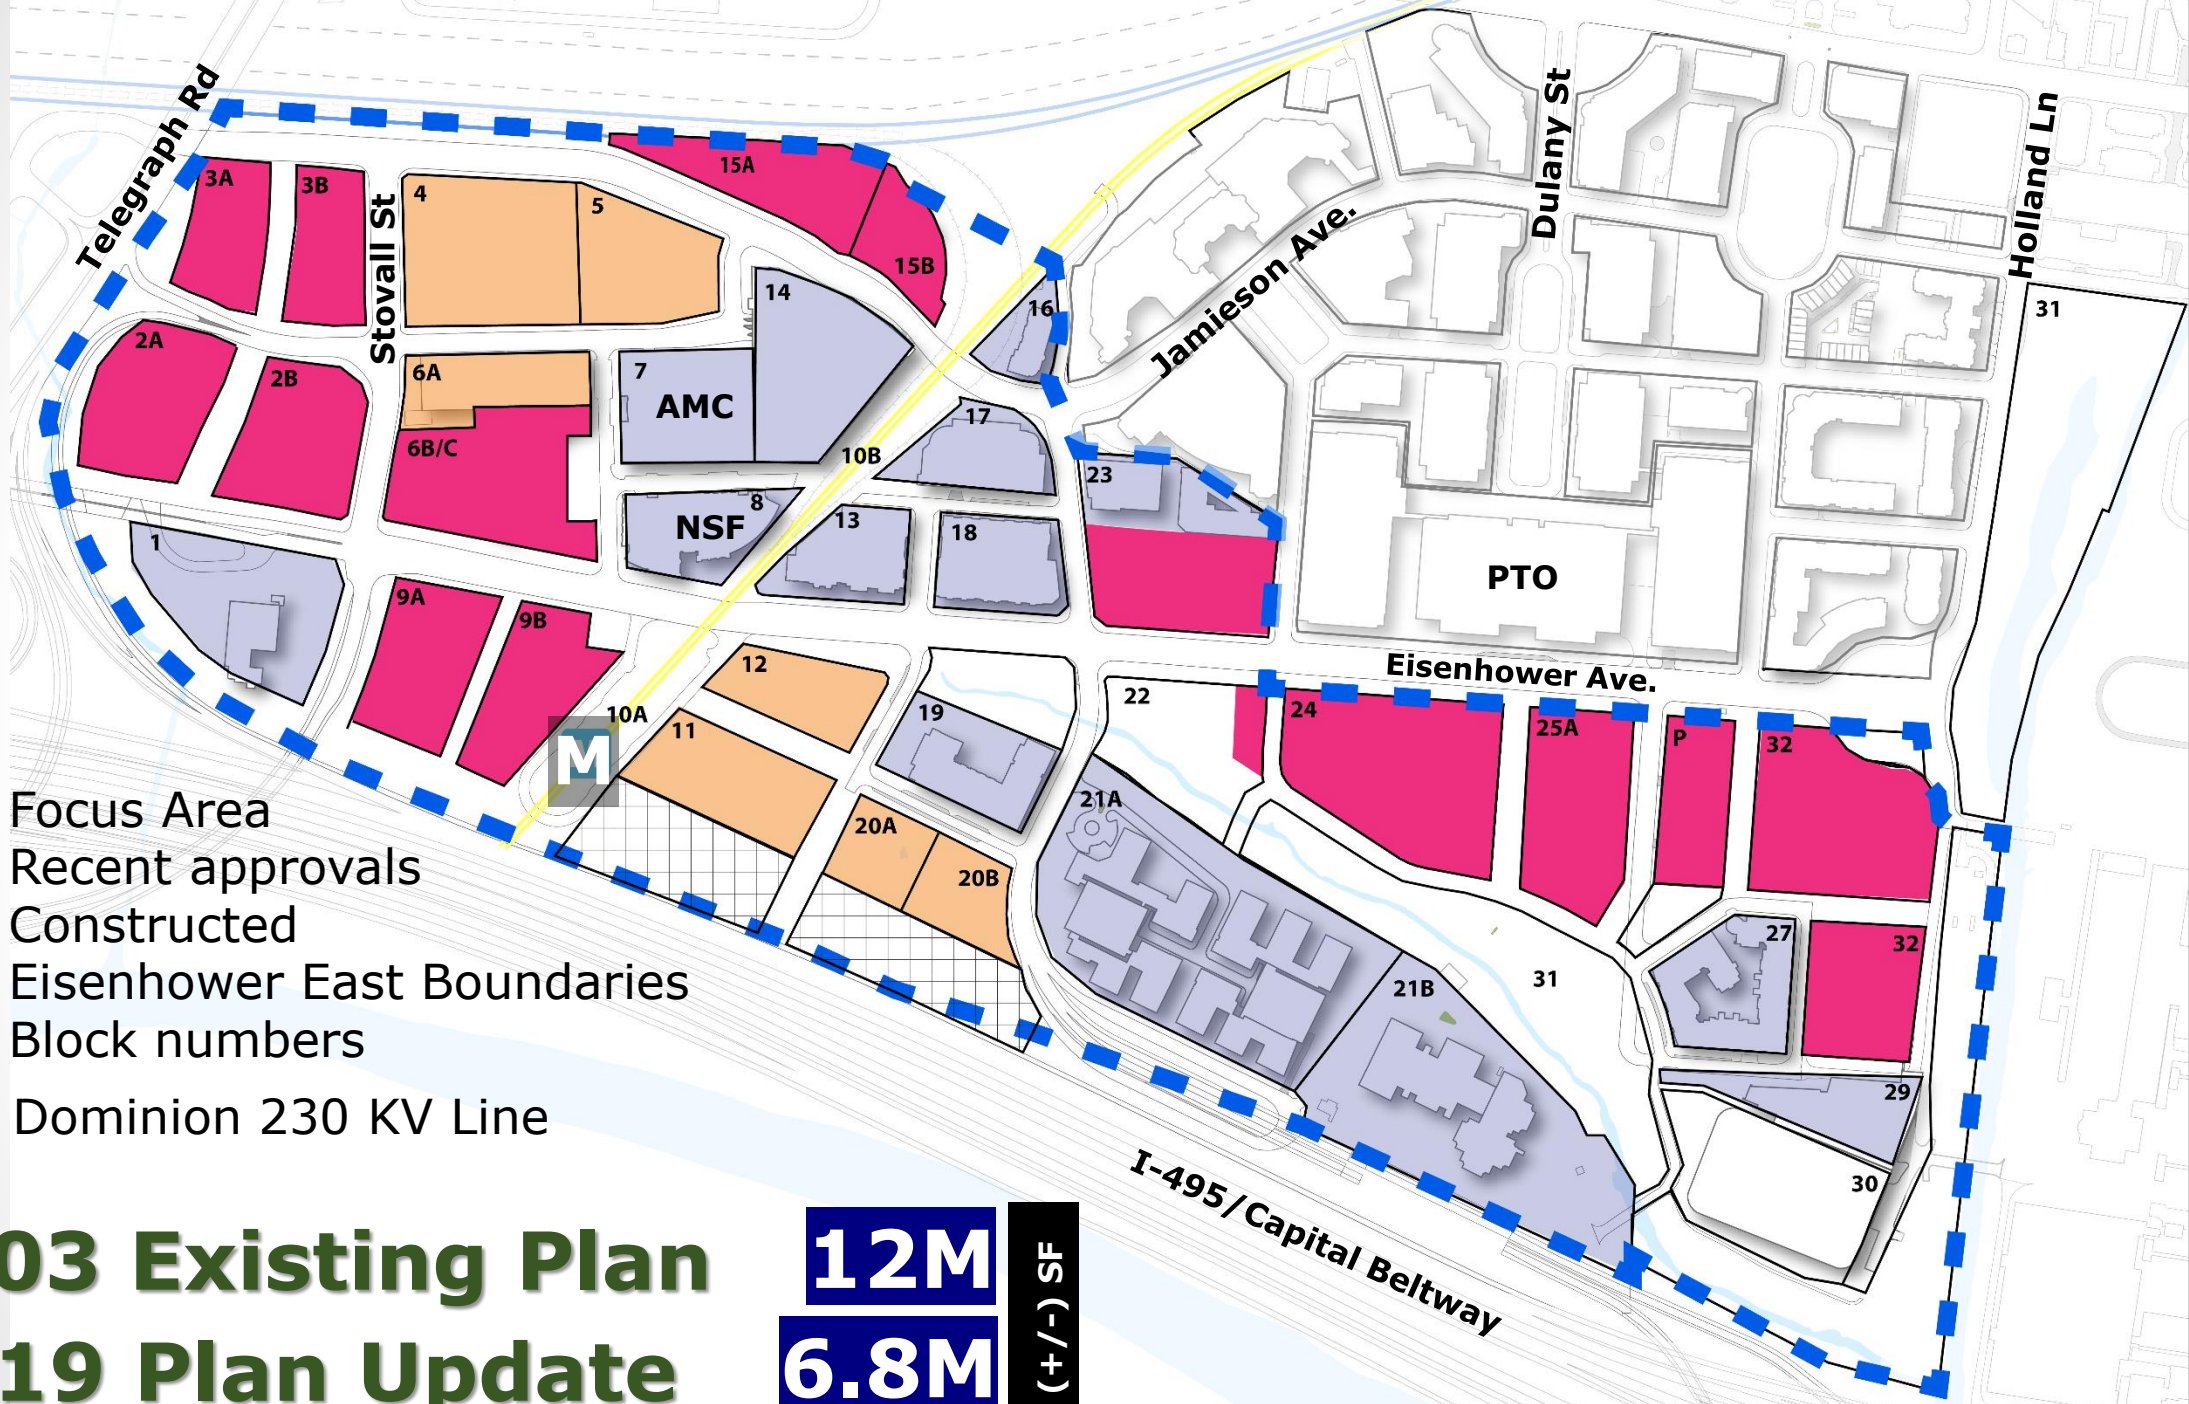 Telegraph Rd
Stovall St
Dulany St
Holland Ln
Jamieson Ave.
3A
3B
4
5
15A
15B
14
16
31
2A
2B
6A
6B/C
7
AMC
10B
17
23
8
NSF
13
18
PTO
1
9A
9B
12
Eisenhower Ave.
10A
M
11
19
22
24
25A
P
32
21A
20A
20B
27
32
31
21B
29
30
Focus Area
Recent approvals
Constructed
Eisenhower East Boundaries
Block numbers
Dominion 230 KV Line
I-495/Capital Beltway
03 Existing Plan
12M
19 Plan Update
6.8M
(+/-) SF